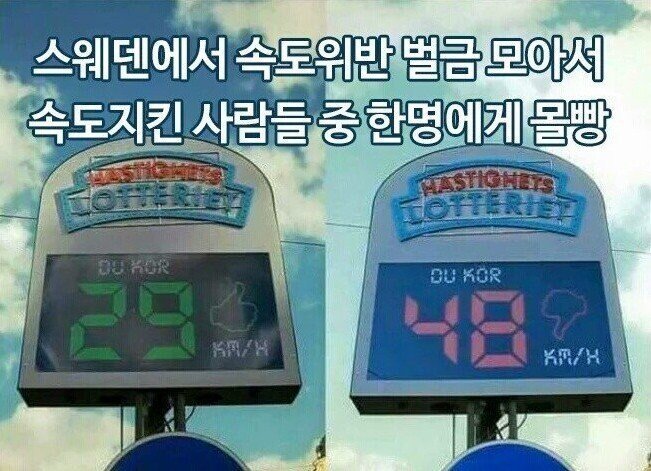 스웨덴에서 속도위반 벌금 모아서
속도지킨 사람들 중 한명에게 몰빵
HASTIGHETS
LOTTERIET
DU KÖR
29
KM/H
HASTIGHETS
LOTTERIET
DU KÖR
48
KM/H